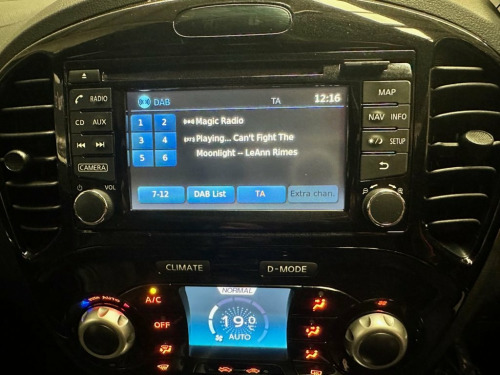 DAB TA 12:16
1 2 Magic Radio
3 4 Playing... Can't Fight The
Moonlight -- LeAnn Rimes
5 6
7-12 DAB List TA Extra chan.
RADIO
CD AUX
CAMERA
VOL
MAP
NAV INFO
SETUP
CLIMATE D-MODE
NORMAL
A/C
OFF
19.0
AUTO
AUTO